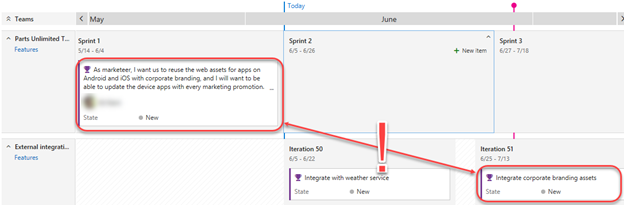 Today
Teams
May
June
Parts Unlimited T...
Features
Sprint 1
5/14 - 6/4
Sprint 2
6/5 - 6/26
+ New item
Sprint 3
6/27 - 7/18
As marketeer, I want us to reuse the web assets for apps on
Android and iOS with corporate branding, and I will want to be
able to update the device apps with every marketing promotion.
...
State
New
External integrati...
Features
Iteration 50
6/5 - 6/22
Integrate with weather service
State
New
Iteration 51
6/25 - 7/13
Integrate corporate branding assets
State
New